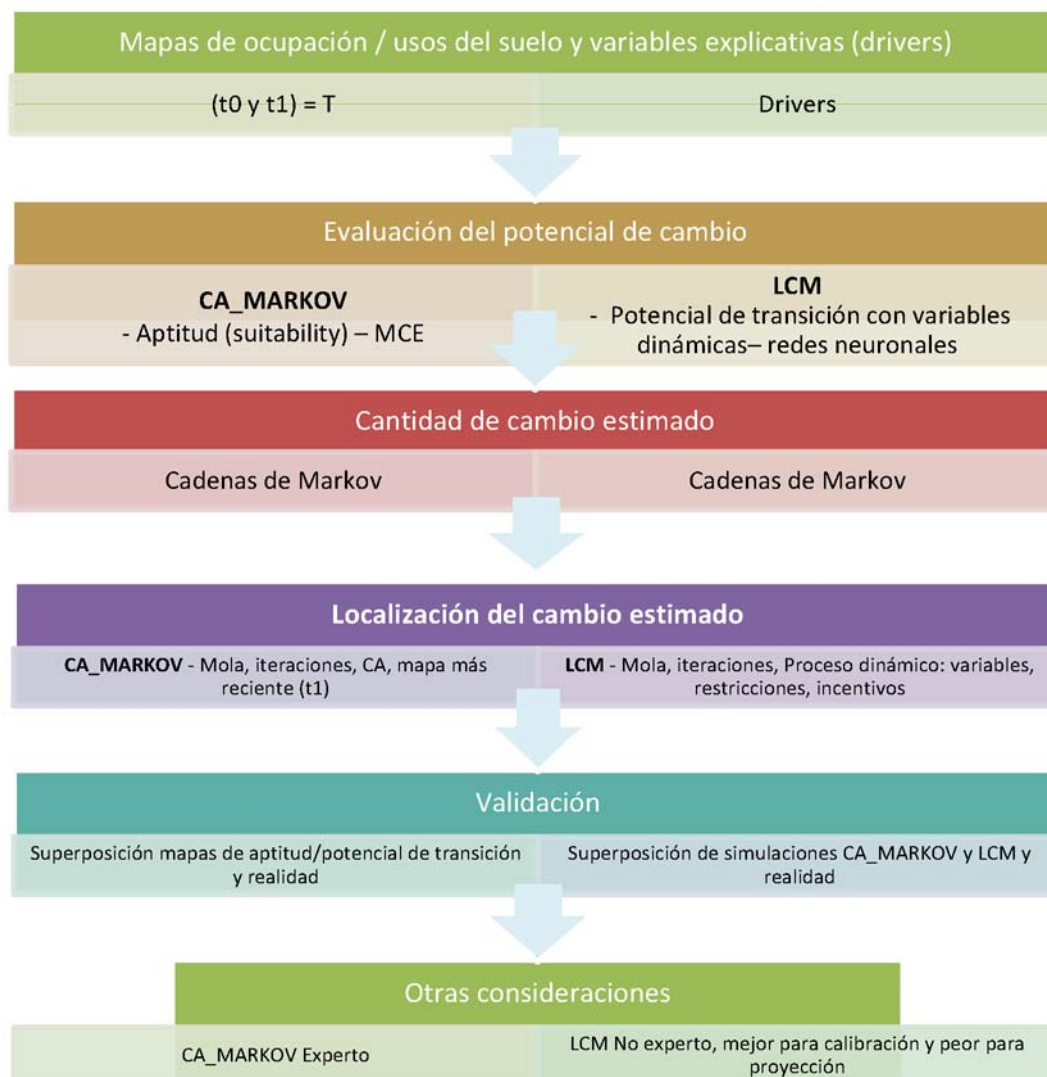 Mapas de ocupación / usos del suelo y variables explicativas (drivers)
(t0 y t1) = T
Drivers
Evaluación del potencial de cambio
CA_MARKOV
- Aptitud (suitability) – MCE
LCM
- Potencial de transición con variables
dinámicas– redes neuronales
Cantidad de cambio estimado
Cadenas de Markov
Cadenas de Markov
Localización del cambio estimado
CA_MARKOV - Mola, iteraciones, CA, mapa más
reciente (t1)
LCM - Mola, iteraciones, Proceso dinámico: variables,
restricciones, incentivos
Validación
Superposición mapas de aptitud/potencial de transición
y realidad
Superposición de simulaciones CA_MARKOV y LCM y
realidad
Otras consideraciones
CA_MARKOV Experto
LCM No experto, mejor para calibración y peor para
proyección